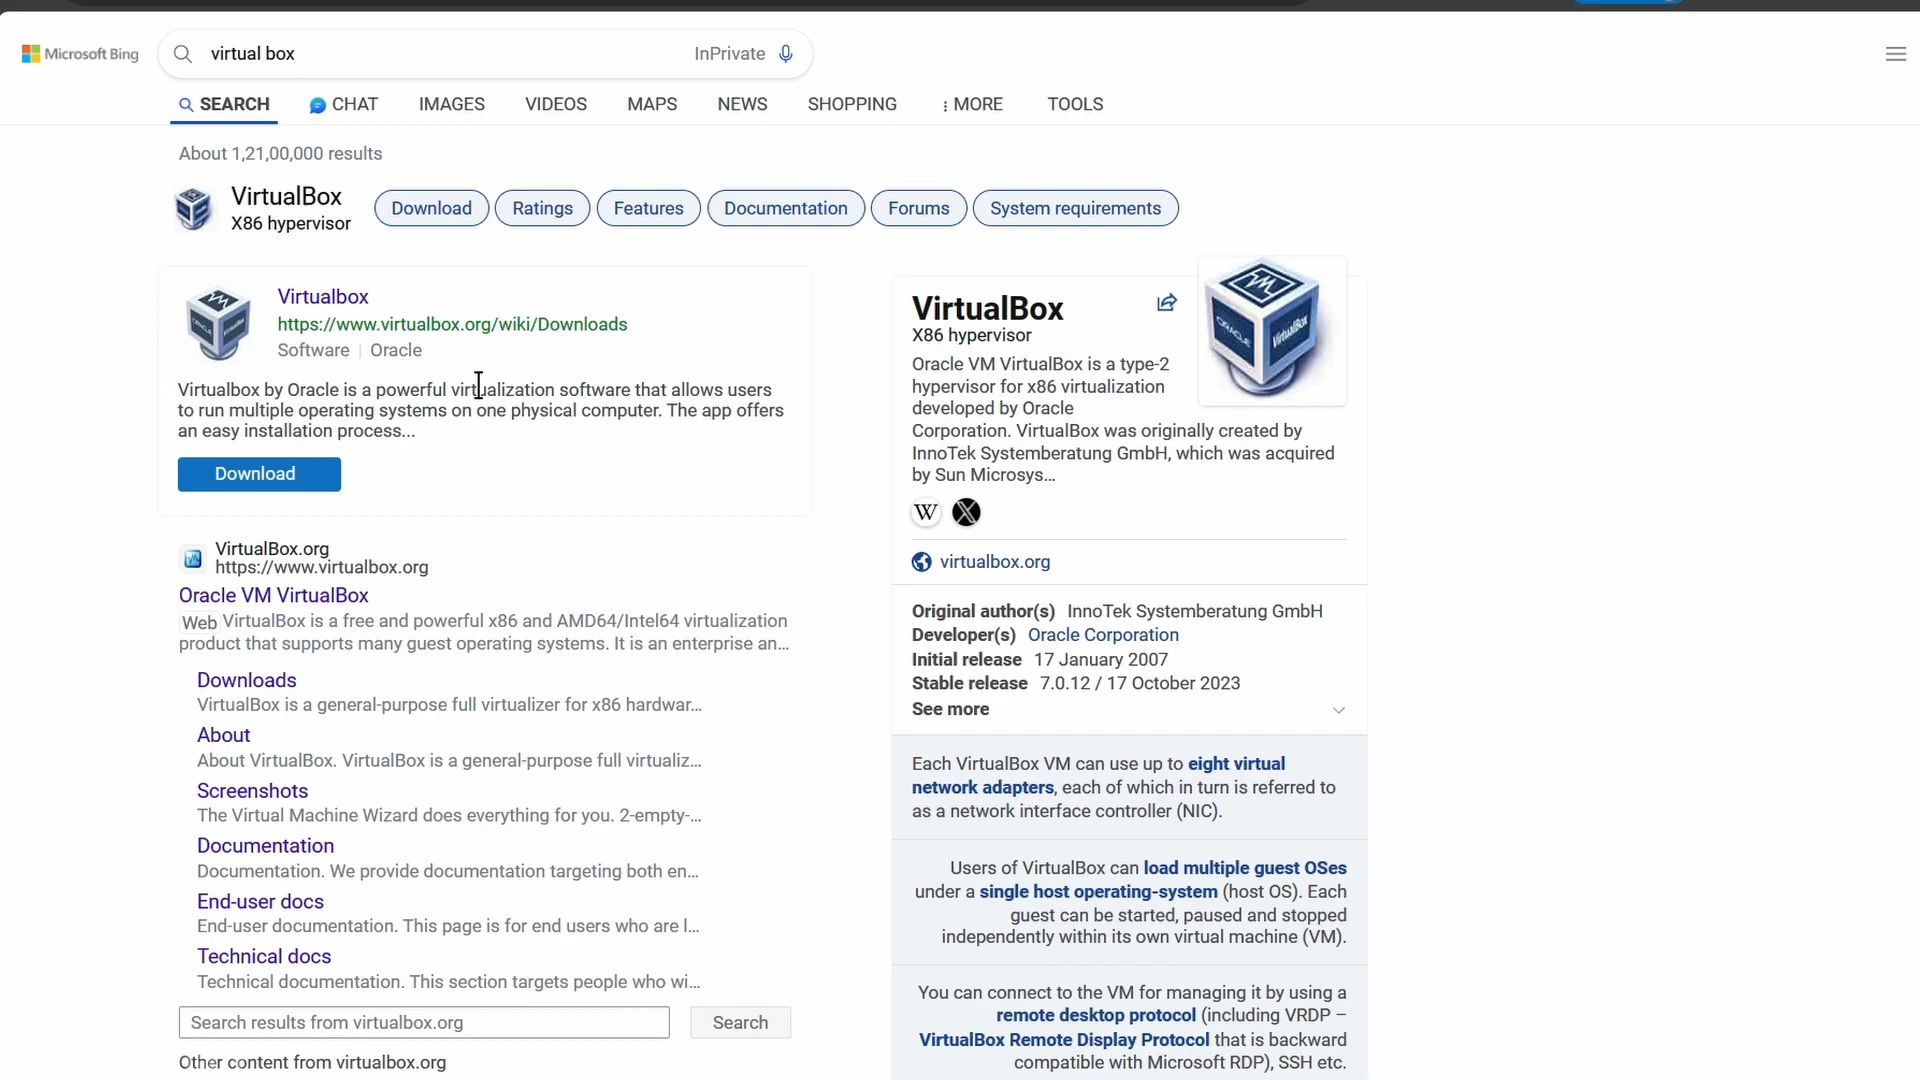 Microsoft Bing
virtual box
InPrivate
SEARCH
CHAT
IMAGES
VIDEOS
MAPS
NEWS
SHOPPING
MORE
TOOLS
About 1,21,00,000 results
VirtualBox
X86 hypervisor
Download
Ratings
Features
Documentation
Forums
System requirements
Virtualbox
https://www.virtualbox.org/wiki/Downloads
Software | Oracle
Virtualbox by Oracle is a powerful virtualization software that allows users
to run multiple operating systems on one physical computer. The app offers
an easy installation process...
Download
VirtualBox.org
https://www.virtualbox.org
Oracle VM VirtualBox
Web VirtualBox is a free and powerful x86 and AMD64/Intel64 virtualization
product that supports many guest operating systems. It is an enterprise an...
Downloads
VirtualBox is a general-purpose full virtualizer for x86 hardwar...
About
About VirtualBox. VirtualBox is a general-purpose full virtualiz...
Screenshots
The Virtual Machine Wizard does everything for you. 2-empty-...
Documentation
Documentation. We provide documentation targeting both en...
End-user docs
End-user documentation. This page is for end users who are l...
Technical docs
Technical documentation. This section targets people who wi...
Search results from virtualbox.org
Search
Other content from virtualbox.org
VirtualBox
X86 hypervisor
Oracle VM VirtualBox is a type-2
hypervisor for x86 virtualization
developed by Oracle
Corporation. VirtualBox was originally created by
InnoTek Systemberatung GmbH, which was acquired
by Sun Microsys...
ORACLE
VirtualBox
W
virtualbox.org
Original author(s) InnoTek Systemberatung GmbH
Developer(s) Oracle Corporation
Initial release 17 January 2007
Stable release 7.0.12 / 17 October 2023
See more
Each VirtualBox VM can use up to eight virtual
network adapters, each of which in turn is referred to
as a network interface controller (NIC).
Users of VirtualBox can load multiple guest OSes
under a single host operating-system (host OS). Each
guest can be started, paused and stopped
independently within its own virtual machine (VM).
You can connect to the VM for managing it by using a
remote desktop protocol (including VRDP –
VirtualBox Remote Display Protocol that is backward
compatible with Microsoft RDP), SSH etc.